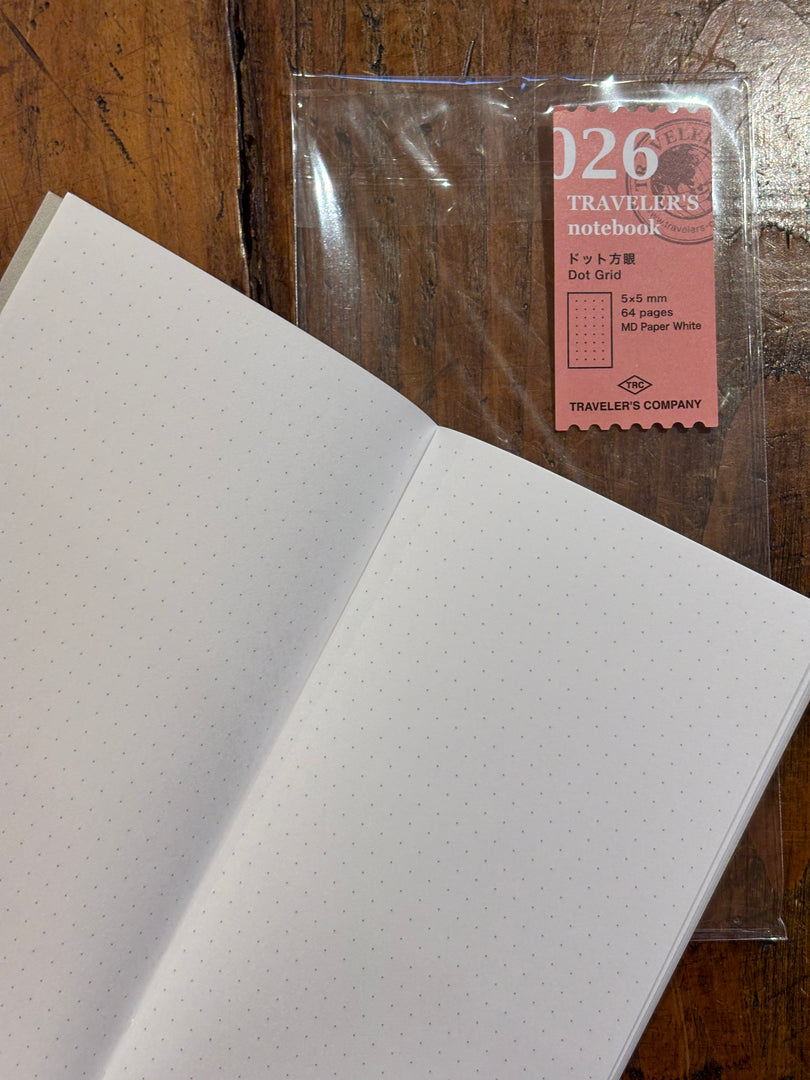 026
TRAVELER'S
notebook
ドット方眼
Dot Grid
5×5 mm
64 pages
MD Paper White
TRC
TRAVELER'S COMPANY